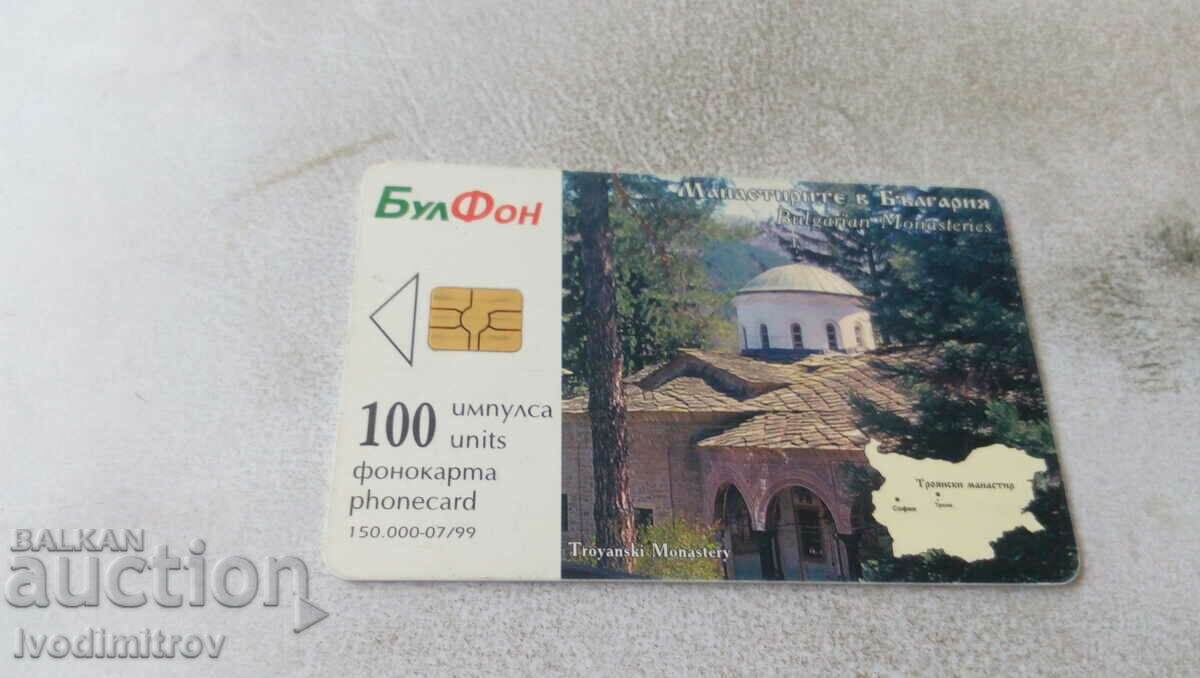 БулФон
Манастирите в България
Bulgarian Monasteries
100 импулса
units
фонокарта
phonecard
150.000-07/99
Troyanski Monastery
Троянски манастир
София
Троян
BALKAN
auction
Ivodimitrov